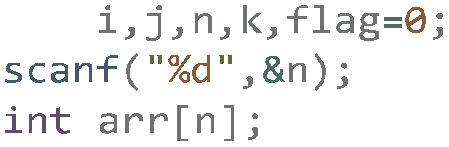 i,j,n,k,flag=0;
scanf("%d",&n);
int arr[n];